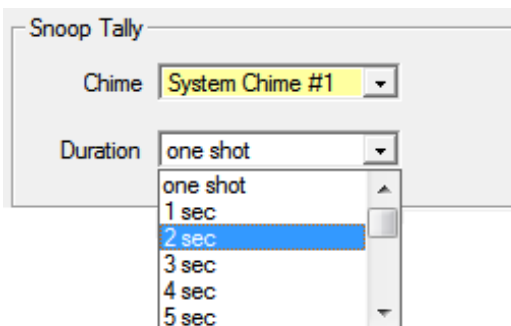 Snoop Tally
Chime System Chime #1
Duration one shot
one shot
1 sec
2 sec
3 sec
4 sec
5 sec